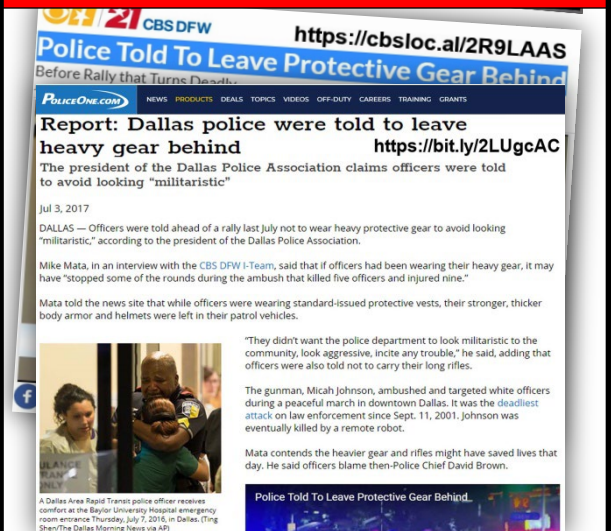 CBS DFW
https://cbsloc.al/2R9LAAS
Police Told To Leave Protective Gear Behind
Before Rally that Turns Deadly
POLICEONE.COM NEWS PRODUCTS DEALS TOPICS VIDEOS OFF-DUTY CAREERS TRAINING GRANTS
Report: Dallas police were told to leave
heavy gear behind
https://bit.ly/2LUgcAC
The president of the Dallas Police Association claims officers were told
to avoid looking “militaristic”
Jul 3, 2017
DALLAS — Officers were told ahead of a rally last July not to wear heavy protective gear to avoid looking
“militaristic,” according to the president of the Dallas Police Association.
Mike Mata, in an interview with the CBS DFW I-Team, said that if officers had been wearing their heavy gear, it may
have “stopped some of the rounds during the ambush that killed five officers and injured nine.”
Mata told the news site that while officers were wearing standard-issued protective vests, their stronger, thicker
body armor and helmets were left in their patrol vehicles.
“They didn’t want the police department to look militaristic to the
community, look aggressive, incite any trouble,” he said, adding that
officers were also told not to carry their long rifles.
The gunman, Micah Johnson, ambushed and targeted white officers
during a peaceful march in downtown Dallas. It was the deadliest
attack on law enforcement since Sept. 11, 2001. Johnson was
eventually killed by a remote robot.
Mata contends the heavier gear and rifles might have saved lives that
day. He said officers blame then-Police Chief David Brown.
A Dallas Area Rapid Transit police officer receives
comfort at the Baylor University Hospital emergency
room entrance Thursday, July 7, 2016, in Dallas. (Ting
Shen/The Dallas Morning News via AP)
Police Told To Leave Protective Gear Behind